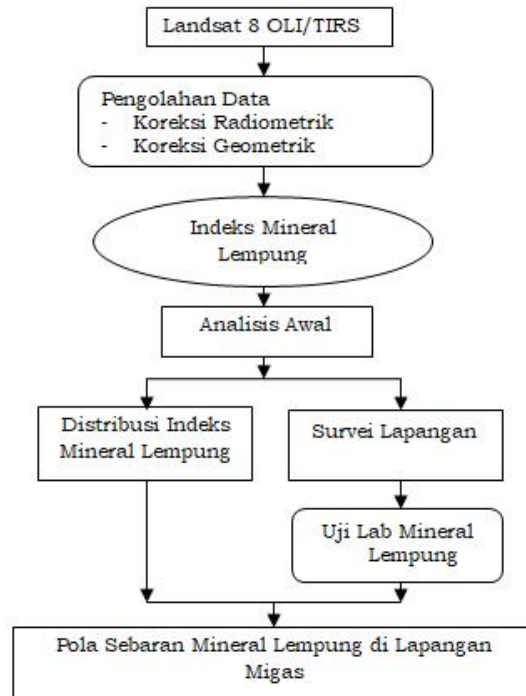 Landsat 8 OLI/TIRS
Pengolahan Data
- Koreksi Radiometrik
- Koreksi Geometrik
Indeks Mineral
Lempung
Analisis Awal
Distribusi Indeks
Mineral Lempung
Survei Lapangan
Uji Lab Mineral
Lempung
Pola Sebaran Mineral Lempung di Lapangan
Migas